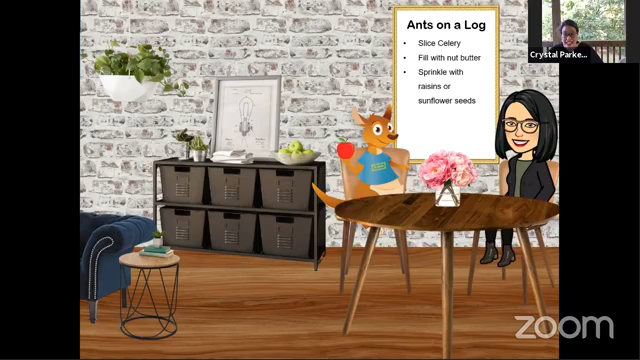 Crystal Parke...
Ants on a Log
• Slice Celery
• Fill with nut butter
• Sprinkle with
raisins or
sunflower seeds
zoom